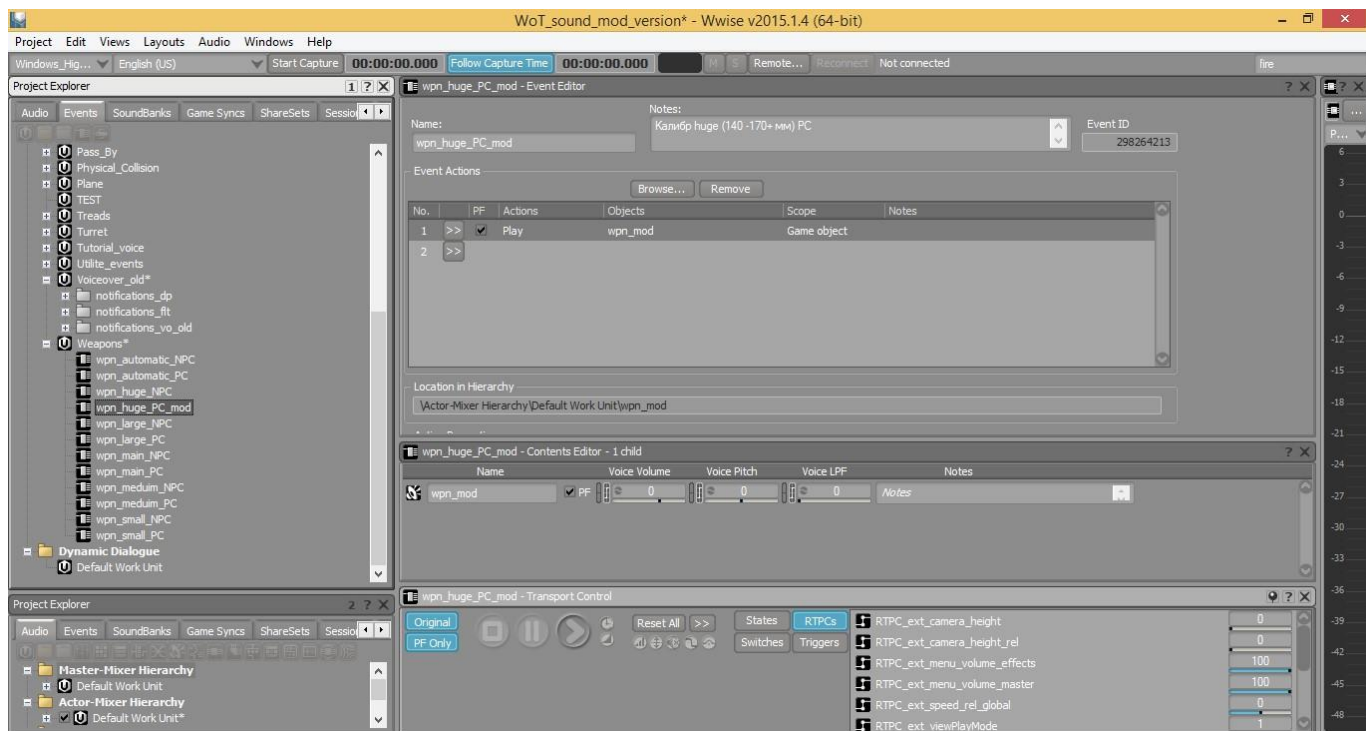 WoT_sound_mod_version* - Wwise v2015.1.4 (64-bit)
Project Edit Views Layouts Audio Windows Help
Windows_Hig... English (US) Start Capture 00:00:00.000 Follow Capture Time 00:00:00.000 M S Remote... Reconnect Not connected fire
Project Explorer 1 ? X
Audio Events SoundBanks Game Syncs ShareSets Session
Pass_By
Physical_Collision
Plane
TEST
Treads
Turret
Tutorial_voice
Utilite_events
Voiceover_old*
notifications_dp
notifications_flt
notifications_vo_old
Weapons*
wpn_automatic_NPC
wpn_automatic_PC
wpn_huge_NPC
wpn_huge_PC_mod
wpn_large_NPC
wpn_large_PC
wpn_main_NPC
wpn_main_PC
wpn_meduim_NPC
wpn_meduim_PC
wpn_small_NPC
wpn_small_PC
Dynamic Dialogue
Default Work Unit
Project Explorer 2 ? X
Audio Events SoundBanks Game Syncs ShareSets Session
Master-Mixer Hierarchy
Default Work Unit
Actor-Mixer Hierarchy
Default Work Unit*
wpn_huge_PC_mod - Event Editor ? X
Name:
wpn_huge_PC_mod
Notes:
Калибр huge (140 -170+ мм) PC
Event ID
298264213
Event Actions
Browse... Remove
No. PF Actions Objects Scope Notes
1 >> Play wpn_mod Game object
2 >>
Location in Hierarchy
\Actor-Mixer Hierarchy\Default Work Unit\wpn_mod
wpn_huge_PC_mod - Contents Editor - 1 child ? X
Name Voice Volume Voice Pitch Voice LPF Notes
wpn_mod PF 0 0 0 Notes
wpn_huge_PC_mod - Transport Control ? X
Original
PF Only
Reset All >>
States RTPCs
Switches Triggers
RTPC_ext_camera_height 0
RTPC_ext_camera_height_rel 0
RTPC_ext_menu_volume_effects 100
RTPC_ext_menu_volume_master 100
RTPC_ext_speed_rel_global 0
RTPC_ext_viewPlayMode 1
? X
...
P...
6
3
0
-3
-6
-9
-12
-15
-18
-21
-24
-27
-30
-33
-36
-39
-42
-45
-48